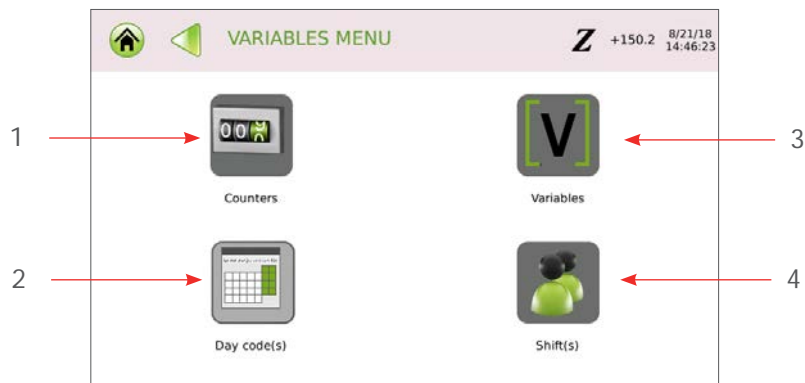 VARIABLES MENU
Z +150.2 8/21/18
14:46:23
1
3
000
[V]
Counters
Variables
2
4
Day code(s)
Shift(s)